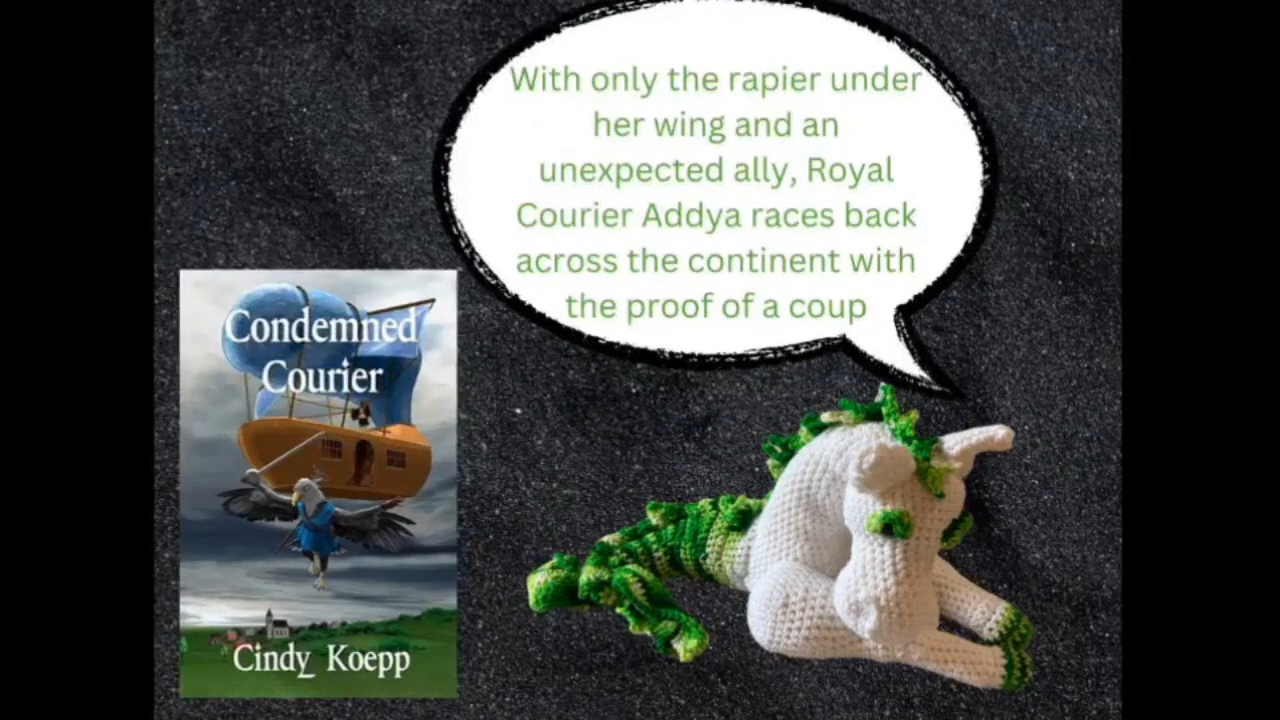 With only the rapier under
her wing and an
unexpected ally, Royal
Courier Addya races back
across the continent with
the proof of a coup
Condemned
Courier
Cindy Koepp